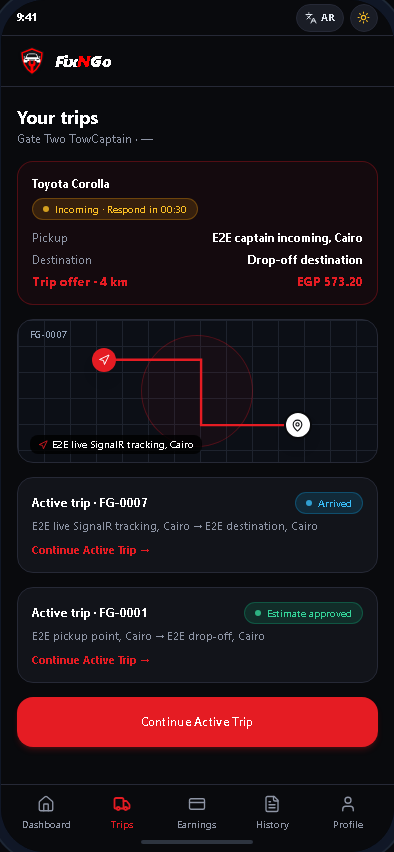 9:41
AR
FixNGo
Your trips
Gate Two TowCaptain · —
Toyota Corolla
Incoming · Respond in 00:30
Pickup E2E captain incoming, Cairo
Destination Drop-off destination
Trip offer · 4 km EGP 573.20
FG-0007
E2E live SignalR tracking, Cairo
Active trip · FG-0007 Arrived
E2E live SignalR tracking, Cairo → E2E destination, Cairo
Continue Active Trip →
Active trip · FG-0001 Estimate approved
E2E pickup point, Cairo → E2E drop-off, Cairo
Continue Active Trip →
Continue Active Trip
Dashboard Trips Earnings History Profile